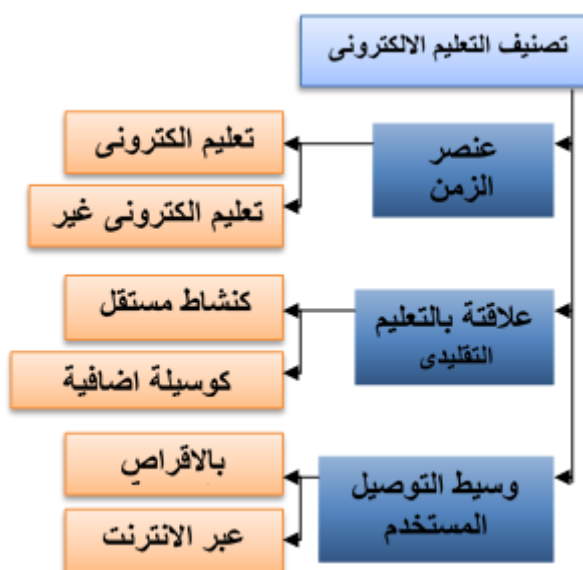 تصنيف التعليم الالكترونى
عنصر
الزمن
تعليم الكترونى
تعليم الكترونى غير
علاقتة بالتعليم
التقليدى
كنشاط مستقل
كوسيلة اضافية
وسيط التوصيل
المستخدم
بالاقراص
عبر الانترنت